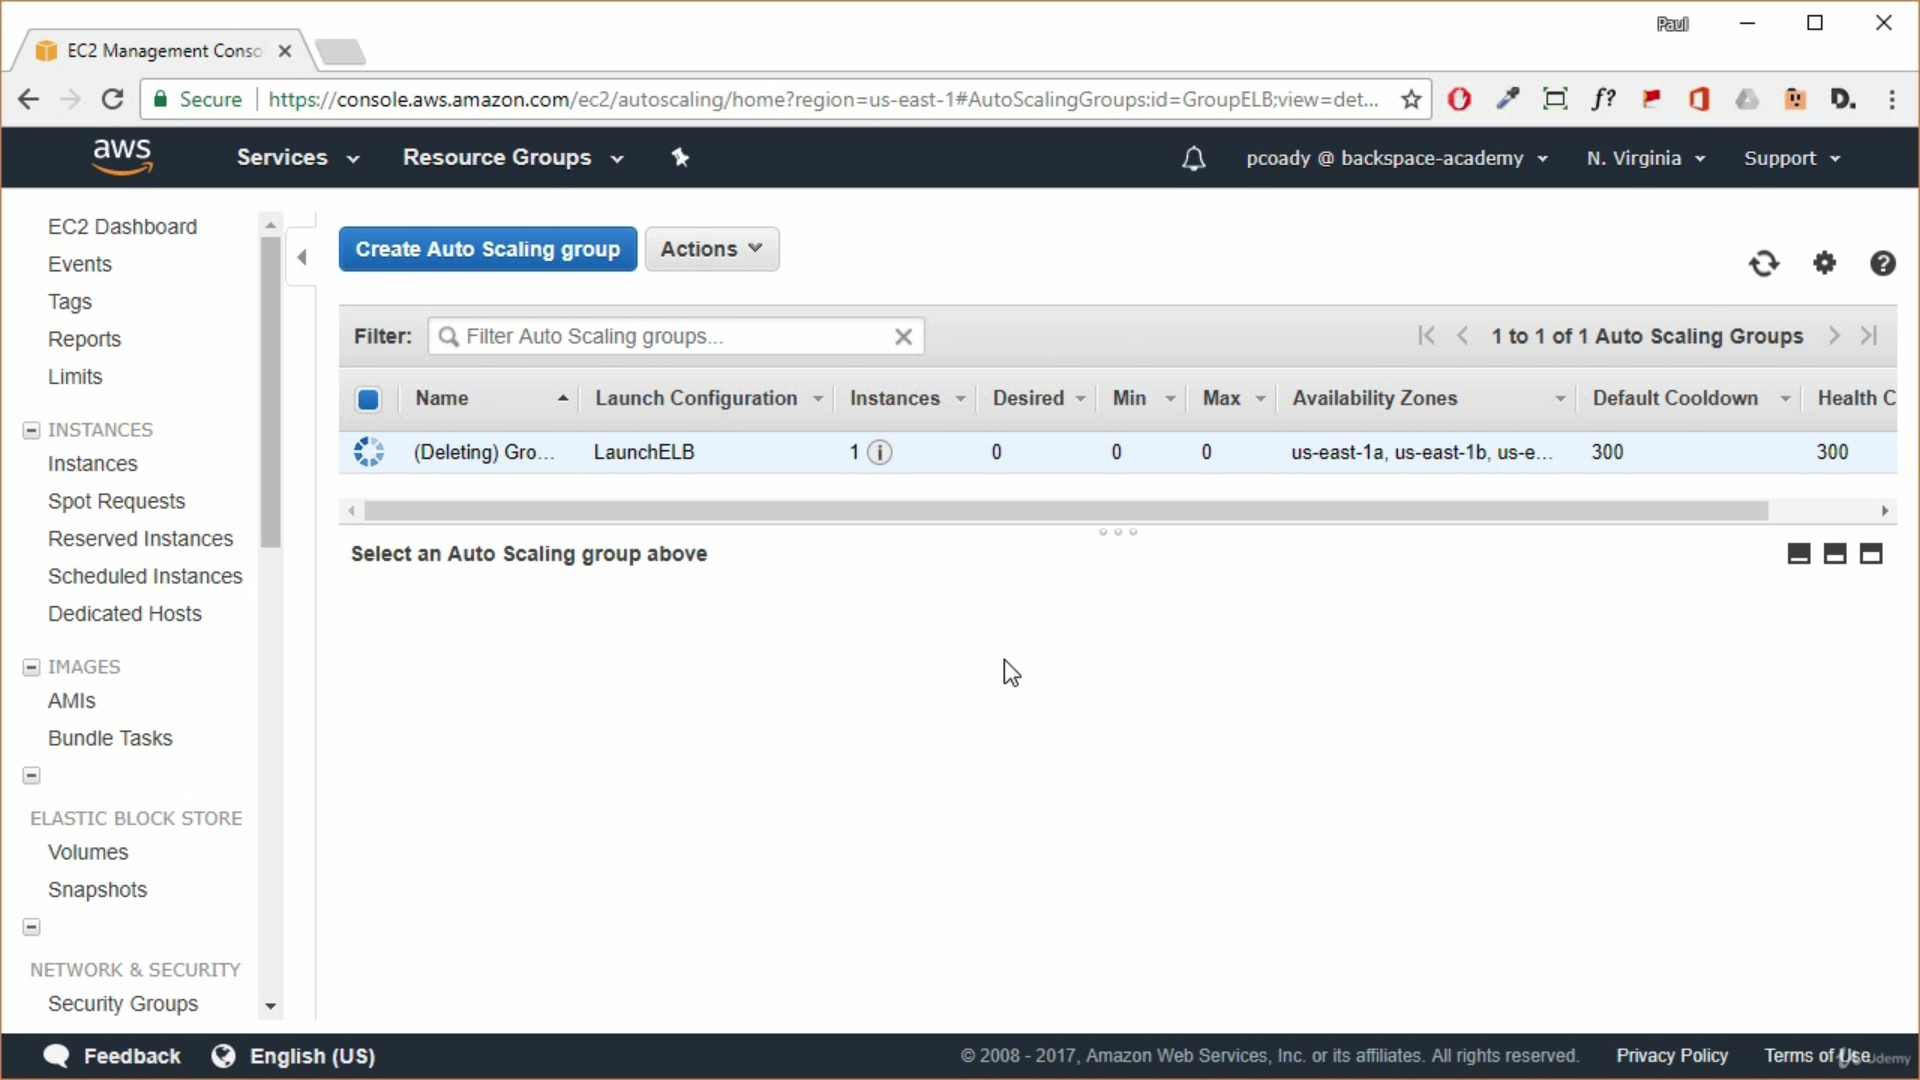 Paul
EC2 Management Conso
Secure https://console.aws.amazon.com/ec2/autoscaling/home?region=us-east-1#AutoScalingGroups:id=GroupELB;view=det...
f?
D.
aws Services Resource Groups pcoady @ backspace-academy N. Virginia Support
EC2 Dashboard
Events
Tags
Reports
Limits
INSTANCES
Instances
Spot Requests
Reserved Instances
Scheduled Instances
Dedicated Hosts
IMAGES
AMIs
Bundle Tasks
ELASTIC BLOCK STORE
Volumes
Snapshots
NETWORK & SECURITY
Security Groups
Create Auto Scaling group Actions
Filter: Filter Auto Scaling groups... 1 to 1 of 1 Auto Scaling Groups
Name Launch Configuration Instances Desired Min Max Availability Zones Default Cooldown Health C
(Deleting) Gro... LaunchELB 1 0 0 0 us-east-1a, us-east-1b, us-e... 300 300
Select an Auto Scaling group above
Feedback English (US) © 2008 - 2017, Amazon Web Services, Inc. or its affiliates. All rights reserved. Privacy Policy Terms of Use
Udemy